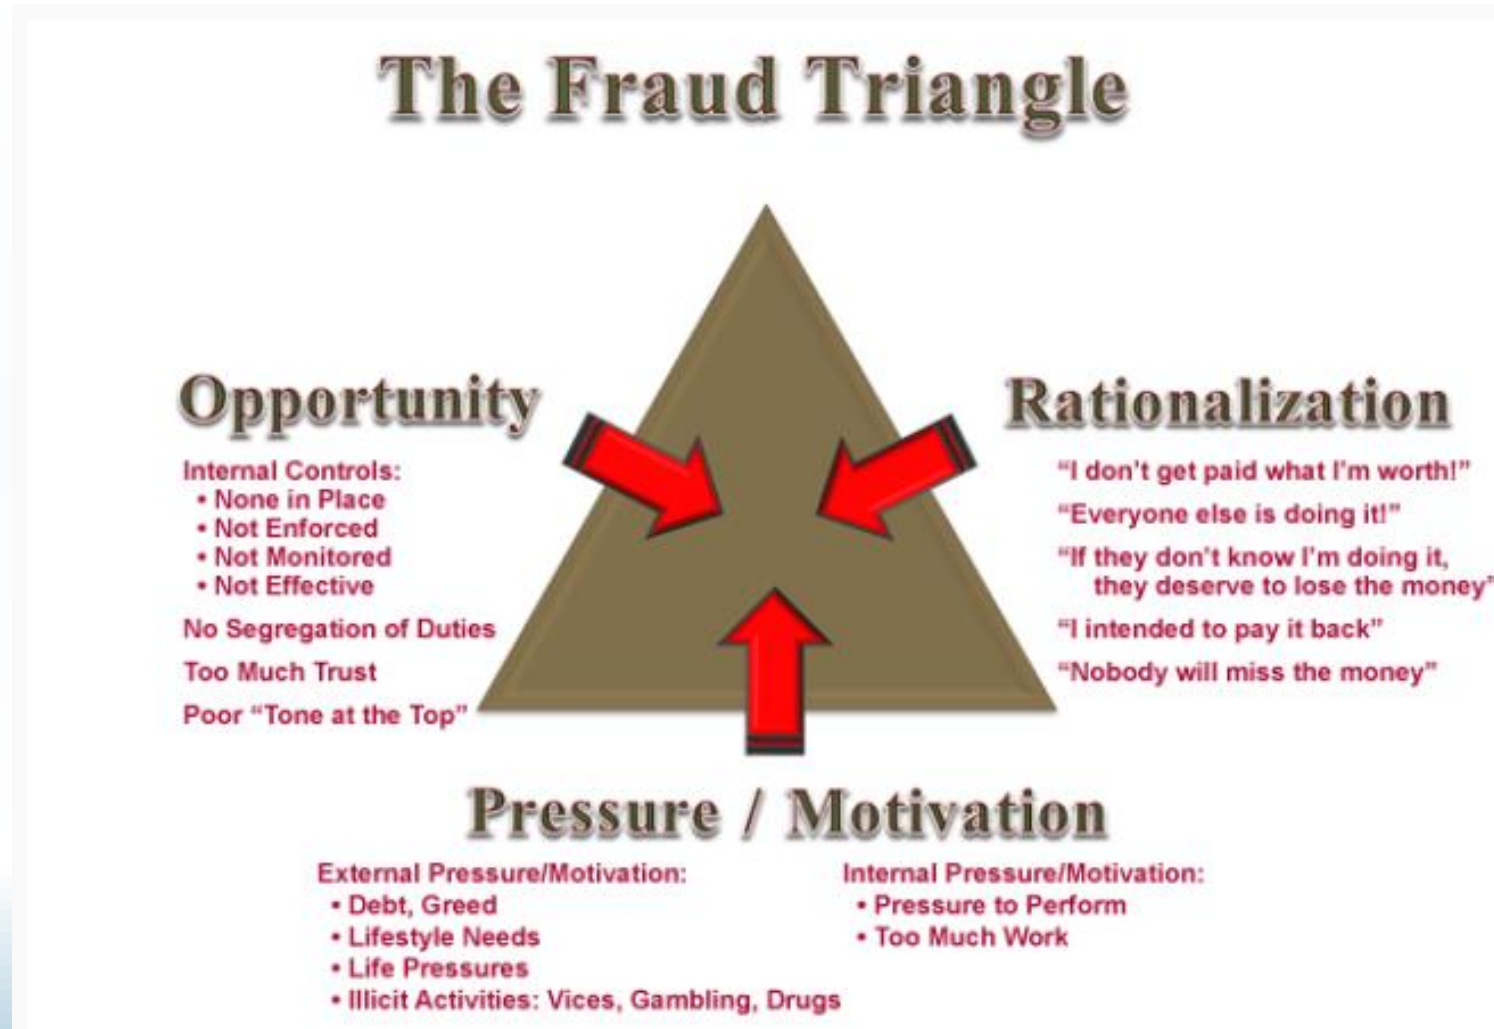 The Fraud Triangle
Opportunity
Internal Controls:
• None in Place
• Not Enforced
• Not Monitored
• Not Effective
No Segregation of Duties
Too Much Trust
Poor “Tone at the Top”
Rationalization
“I don’t get paid what I’m worth!”
“Everyone else is doing it!”
“If they don’t know I’m doing it,
they deserve to lose the money”
“I intended to pay it back”
“Nobody will miss the money”
Pressure / Motivation
External Pressure/Motivation:
• Debt, Greed
• Lifestyle Needs
• Life Pressures
• Illicit Activities: Vices, Gambling, Drugs
Internal Pressure/Motivation:
• Pressure to Perform
• Too Much Work